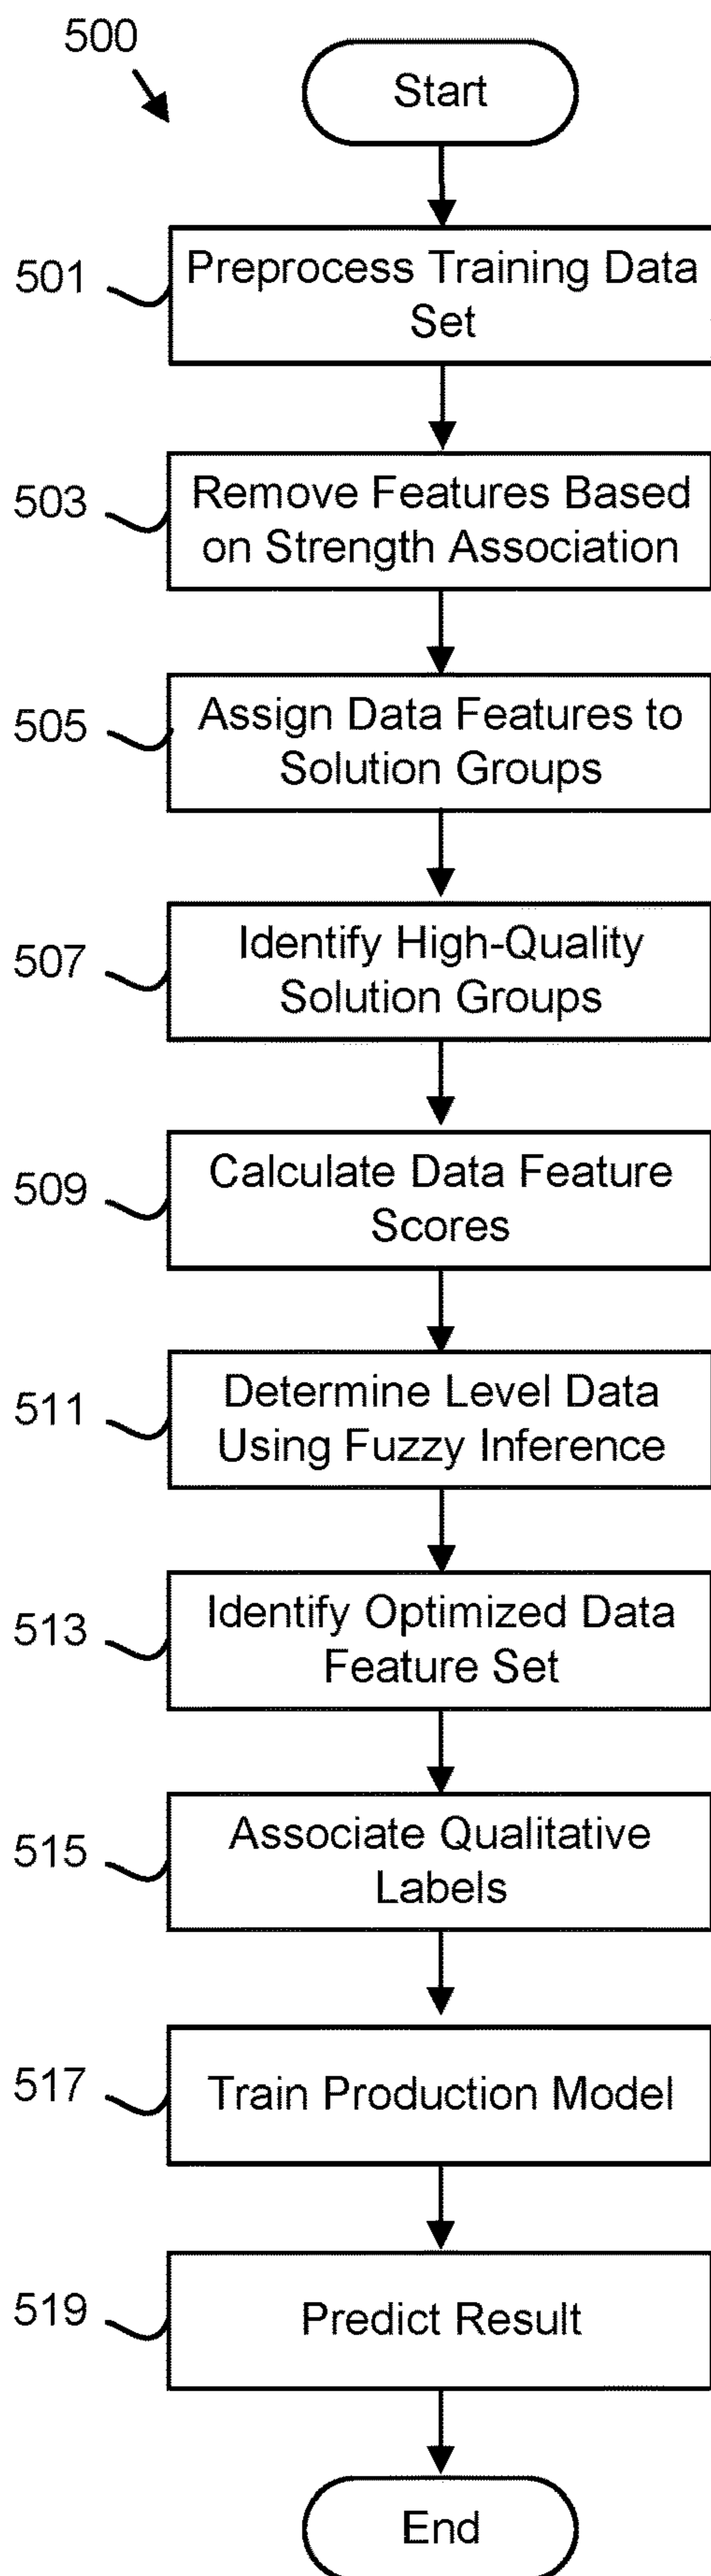 500
Start
501
Preprocess Training Data
Set
503
Remove Features Based
on Strength Association
505
Assign Data Features to
Solution Groups
507
Identify High-Quality
Solution Groups
509
Calculate Data Feature
Scores
511
Determine Level Data
Using Fuzzy Inference
513
Identify Optimized Data
Feature Set
515
Associate Qualitative
Labels
517
Train Production Model
519
Predict Result
End